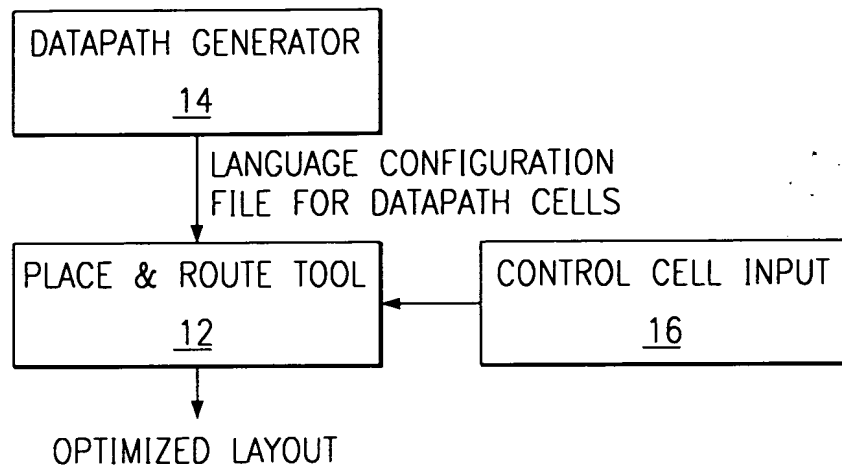 DATAPATH GENERATOR
14
LANGUAGE CONFIGURATION
FILE FOR DATAPATH CELLS
PLACE & ROUTE TOOL
12
CONTROL CELL INPUT
16
OPTIMIZED LAYOUT